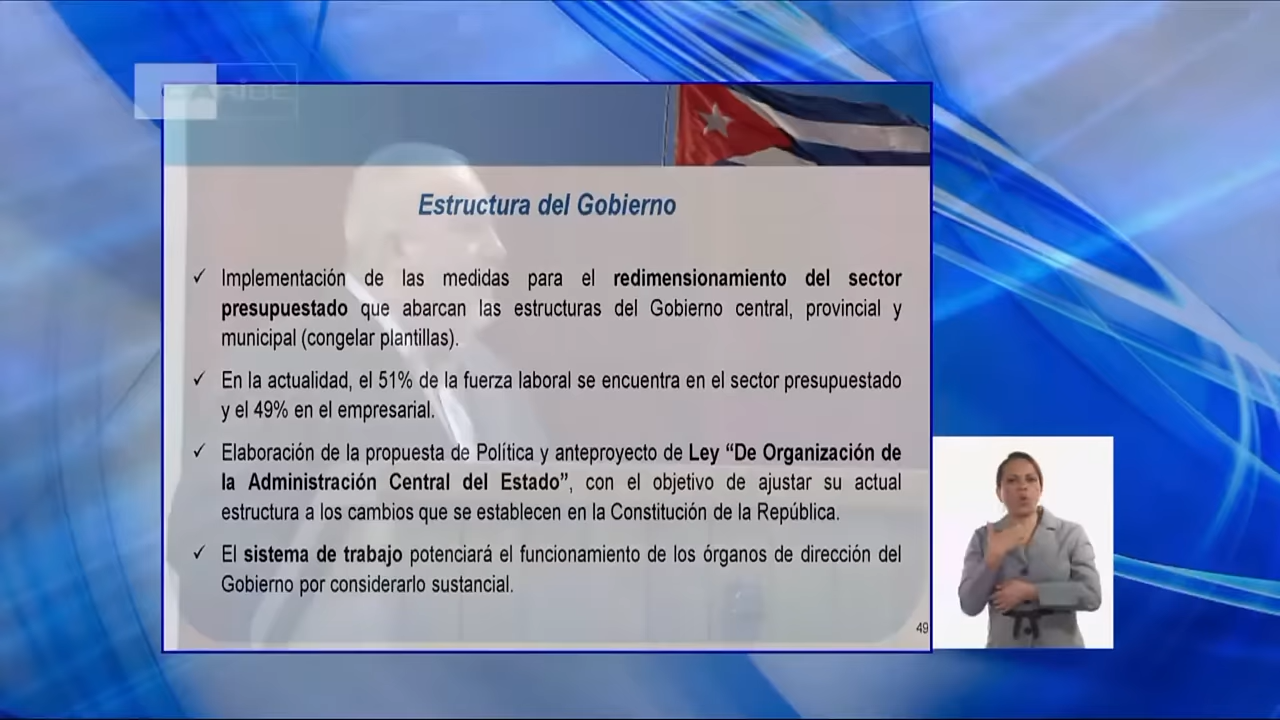 CARIBE
Estructura del Gobierno
✓ Implementación de las medidas para el redimensionamiento del sector
presupuestado que abarcan las estructuras del Gobierno central, provincial y
municipal (congelar plantillas).
✓ En la actualidad, el 51% de la fuerza laboral se encuentra en el sector presupuestado
y el 49% en el empresarial.
✓ Elaboración de la propuesta de Política y anteproyecto de Ley “De Organización de
la Administración Central del Estado”, con el objetivo de ajustar su actual
estructura a los cambios que se establecen en la Constitución de la República.
✓ El sistema de trabajo potenciará el funcionamiento de los órganos de dirección del
Gobierno por considerarlo sustancial.
49